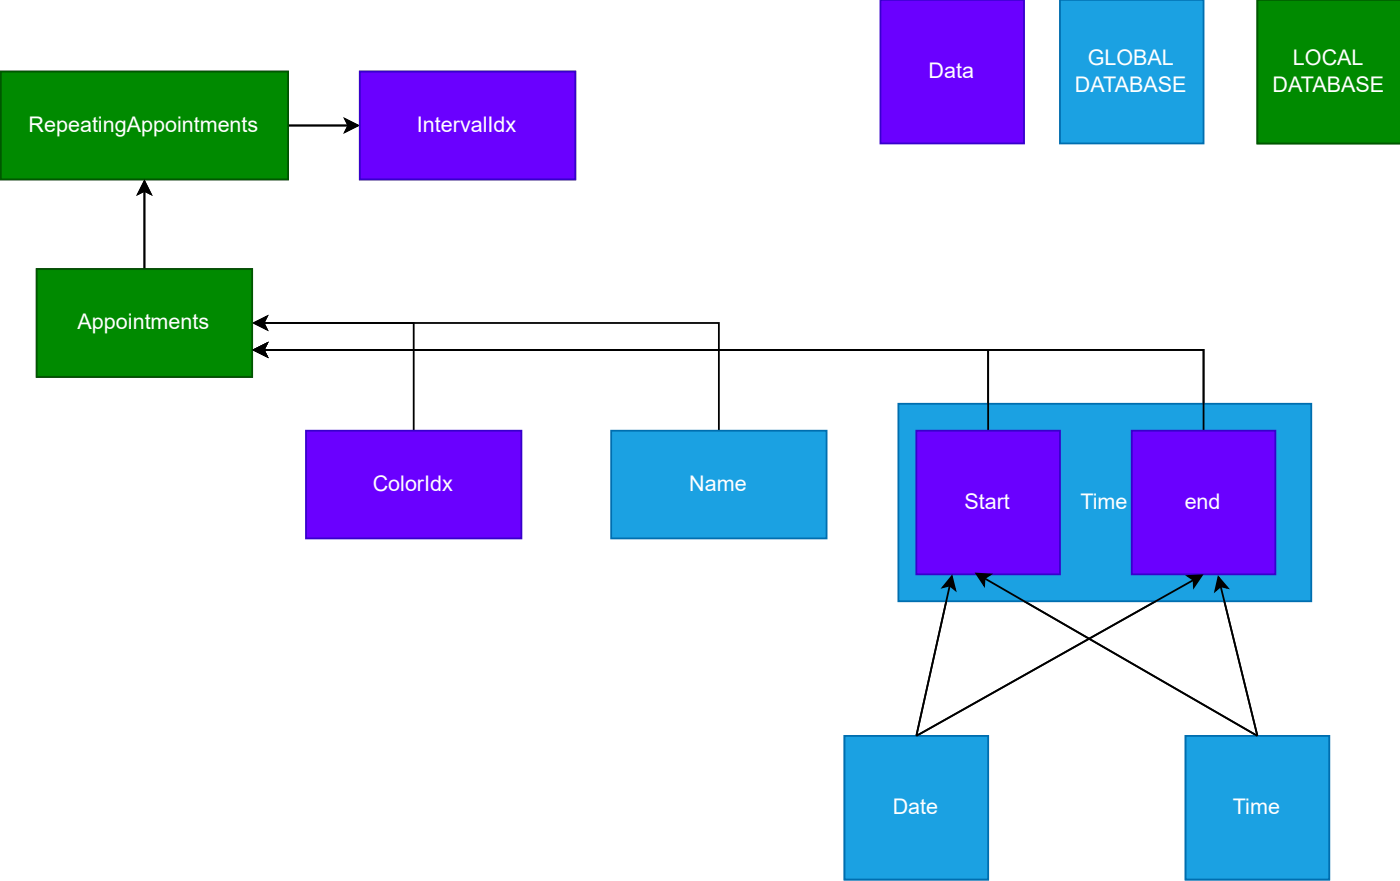 Data
GLOBAL
DATABASE
LOCAL
DATABASE
RepeatingAppointments
IntervalIdx
Appointments
ColorIdx
Name
Start
Time
end
Date
Time